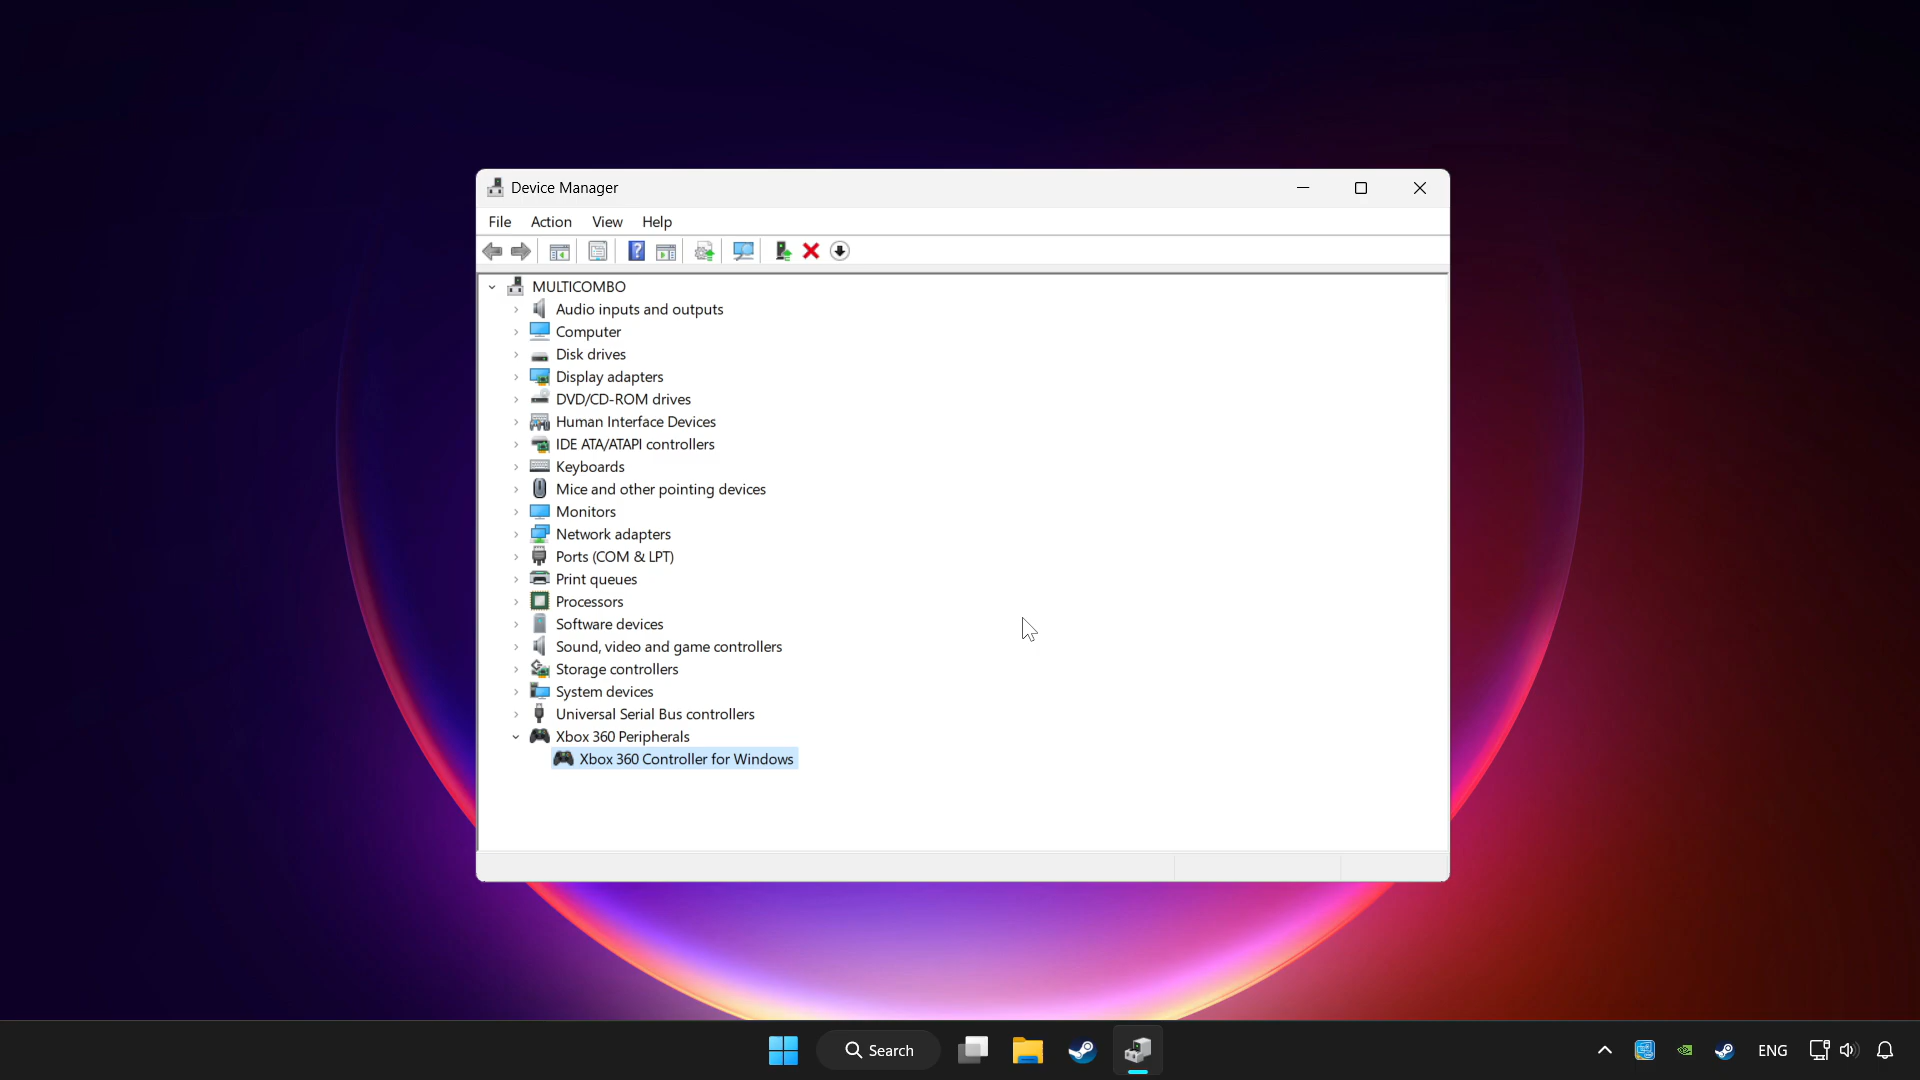 Device Manager
File Action View Help
MULTICOMBO
Audio inputs and outputs
Computer
Disk drives
Display adapters
DVD/CD-ROM drives
Human Interface Devices
IDE ATA/ATAPI controllers
Keyboards
Mice and other pointing devices
Monitors
Network adapters
Ports (COM & LPT)
Print queues
Processors
Software devices
Sound, video and game controllers
Storage controllers
System devices
Universal Serial Bus controllers
Xbox 360 Peripherals
Xbox 360 Controller for Windows
Search
ENG